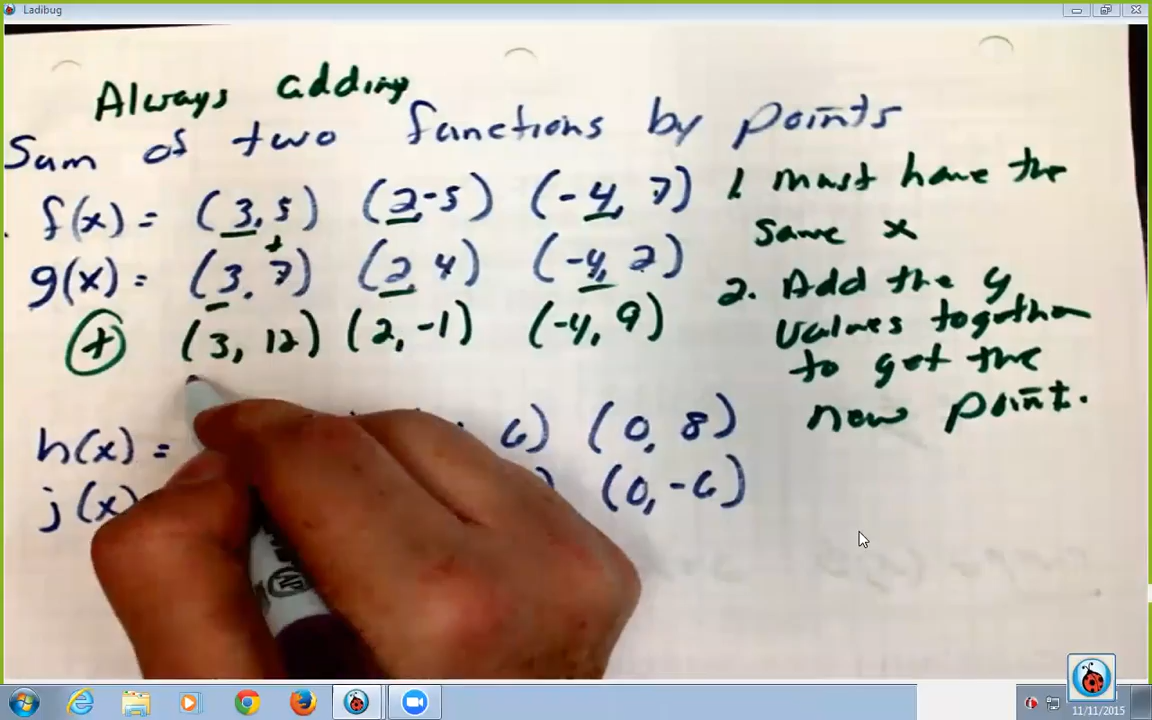 Ladibug
Always adding
Sum of two functions by points
f(x) = (3, 5) (2-5) (-4, 7)
g(x) = (3, 7) (2, 4) (-4, 2)
+ (3, 12) (2, -1) (-4, 9)
1. must have the
same x
2. Add the y
values together
to get the
new point.
h(x) = 6) (0, 8)
j(x) (0, -6)
11/11/2015